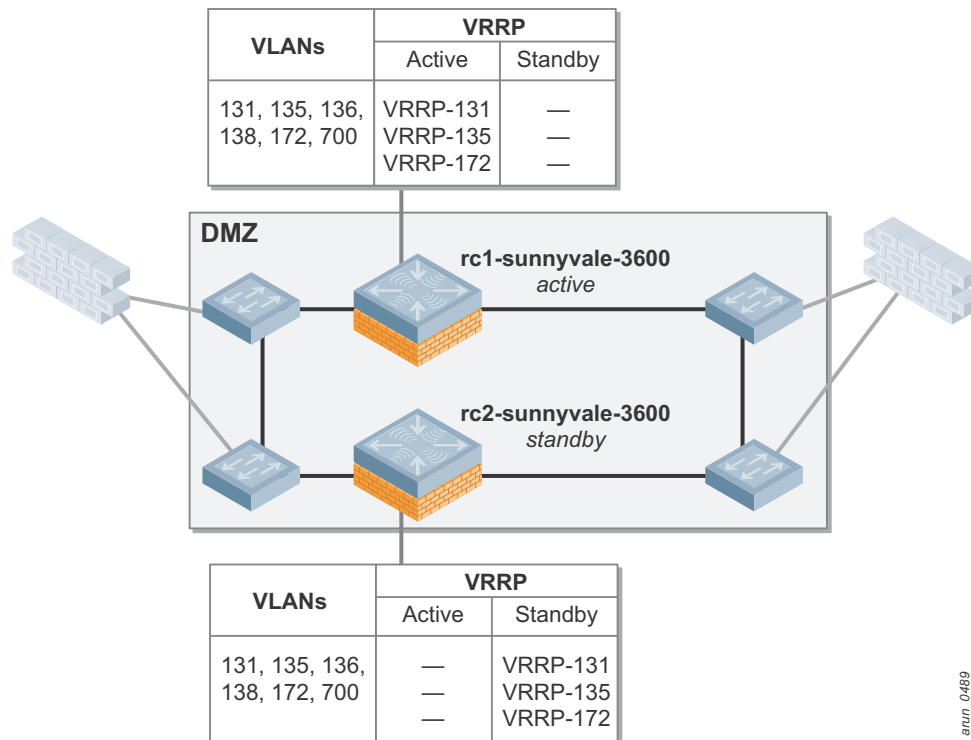 VLANs VRRP
Active Standby
131, 135, 136, VRRP-131 —
138, 172, 700 VRRP-135 —
VRRP-172 —
DMZ
rc1-sunnyvale-3600
active
rc2-sunnyvale-3600
standby
VLANs VRRP
Active Standby
131, 135, 136, — VRRP-131
138, 172, 700 — VRRP-135
— VRRP-172
arun_0489